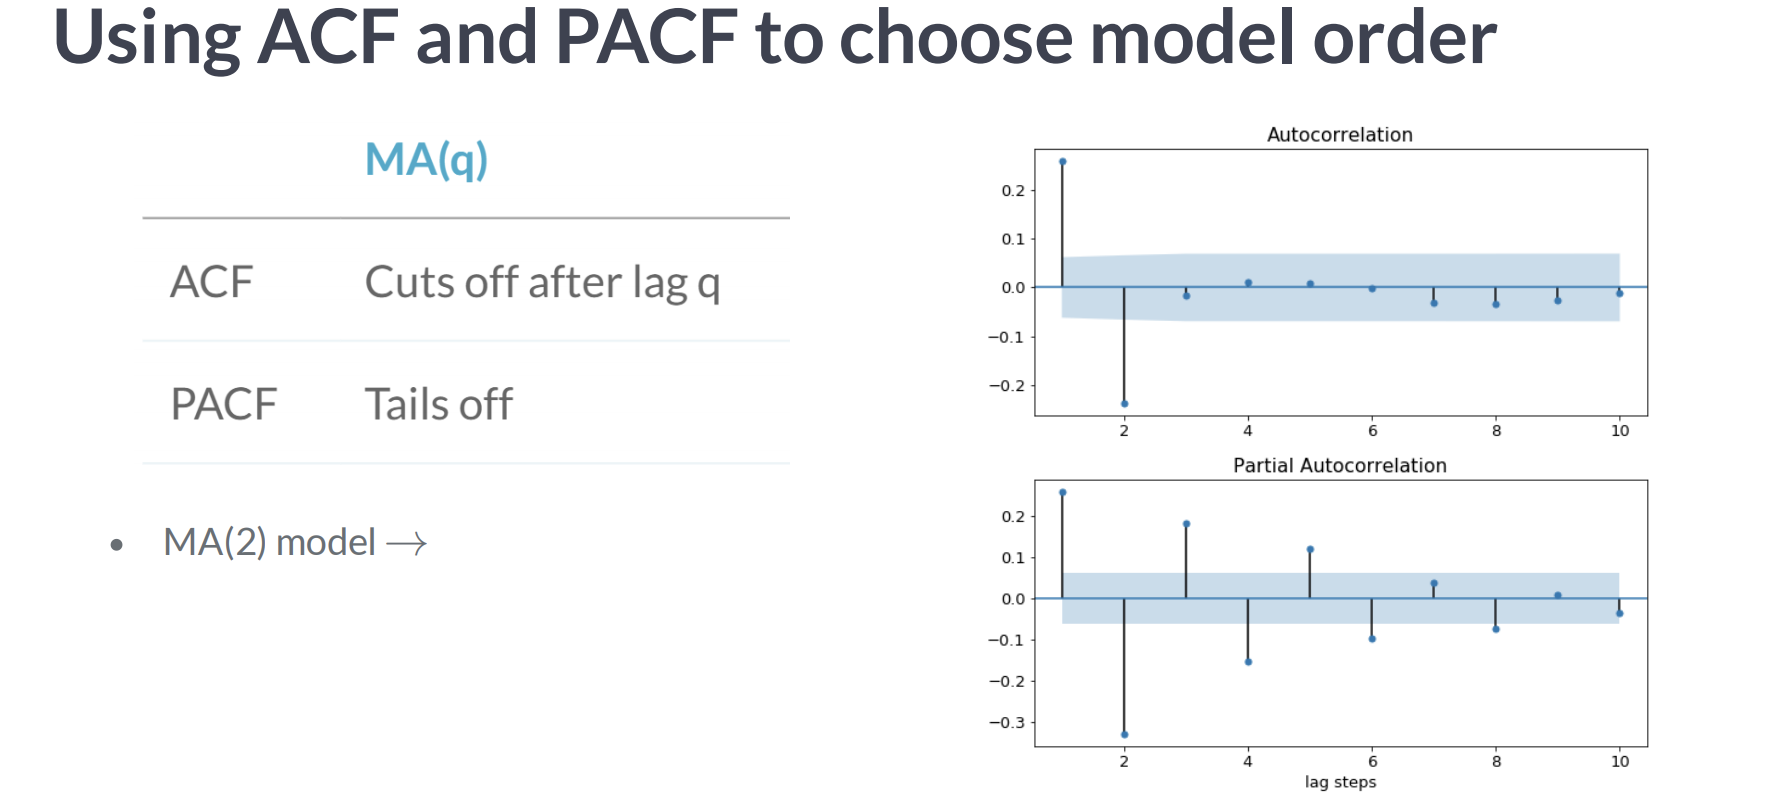 Using ACF and PACF to choose model order
MA(q)
ACF Cuts off after lag q
PACF Tails off
• MA(2) model →
Autocorrelation
0.2
0.1
0.0
−0.1
−0.2
2 4 6 8 10
Partial Autocorrelation
0.2
0.1
0.0
−0.1
−0.2
−0.3
2 4 6 8 10
lag steps